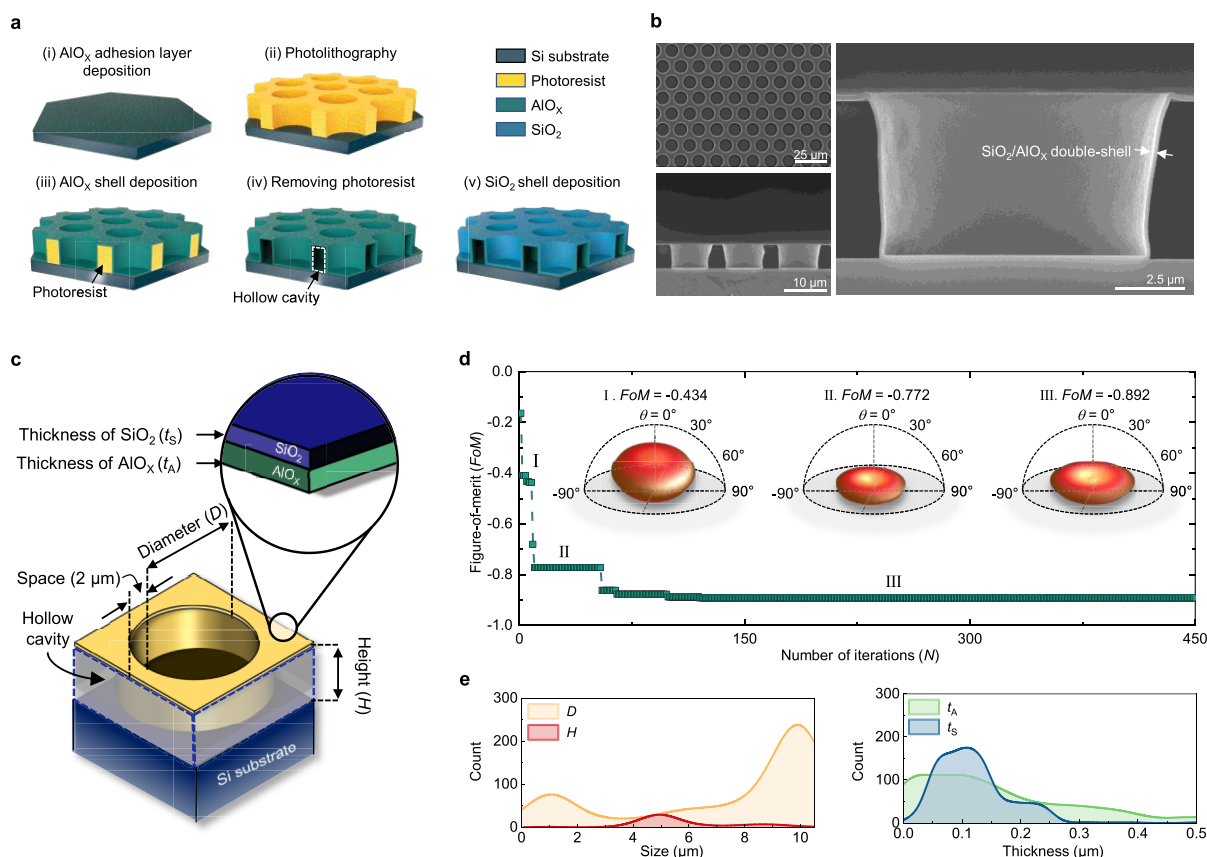 a
(i) AlOX adhesion layer
deposition
(ii) Photolithography
Si substrate
Photoresist
AlOX
SiO2
(iii) AlOX shell deposition
(iv) Removing photoresist
(v) SiO2 shell deposition
Photoresist
Hollow cavity
b
25 μm
10 μm
SiO2/AlOX double-shell
2.5 μm
c
Thickness of SiO2 (tS)
Thickness of AlOX (tA)
SiO2
AlOX
Diameter (D)
Space (2 μm)
Hollow
cavity
Height (H)
Si substrate
d
0.0
-0.2
-0.4
-0.6
-0.8
-1.0
Figure-of-merit (FoM)
I . FoM = -0.434
θ = 0°
30°
60°
-90°
90°
II. FoM = -0.772
θ = 0°
30°
60°
-90°
90°
III. FoM = -0.892
θ = 0°
30°
60°
-90°
90°
I
II
III
0
150
300
450
Number of iterations (N)
e
300
200
100
0
Count
D
H
0
2
4
6
8
10
Size (μm)
300
200
100
0
Count
tA
tS
0.0
0.1
0.2
0.3
0.4
0.5
Thickness (μm)